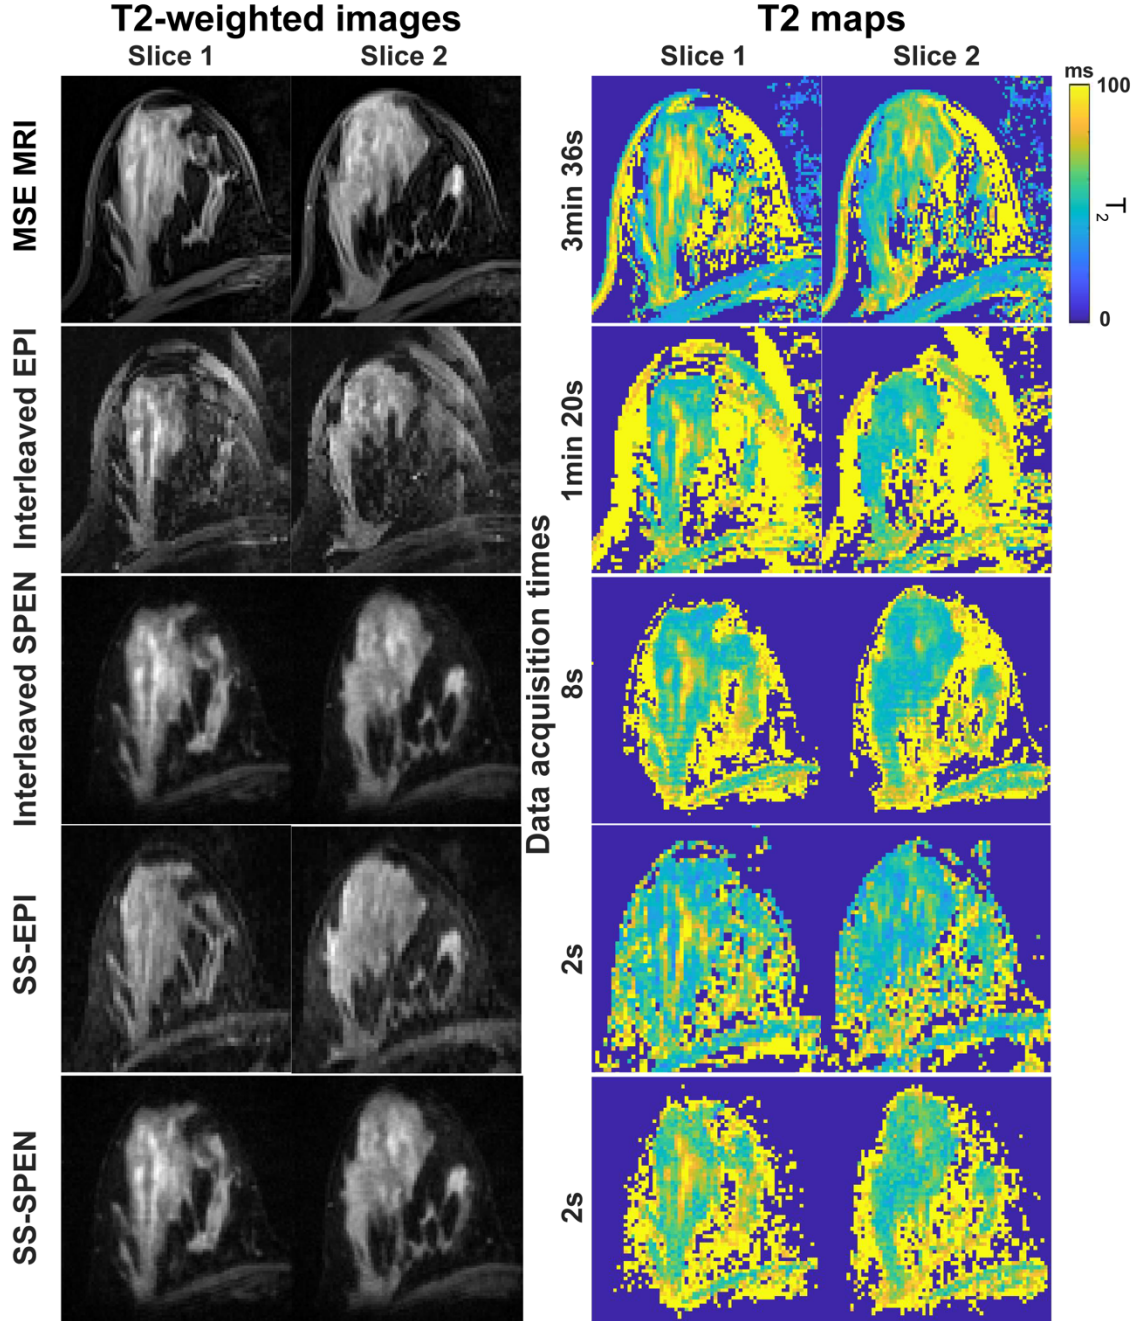 T2-weighted images
T2 maps
Slice 1
Slice 2
Slice 1
Slice 2
ms
100
T2
0
MSE MRI
3min 36s
Interleaved EPI
1min 20s
Data acquisition times
Interleaved SPEN
8s
SS-EPI
2s
SS-SPEN
2s